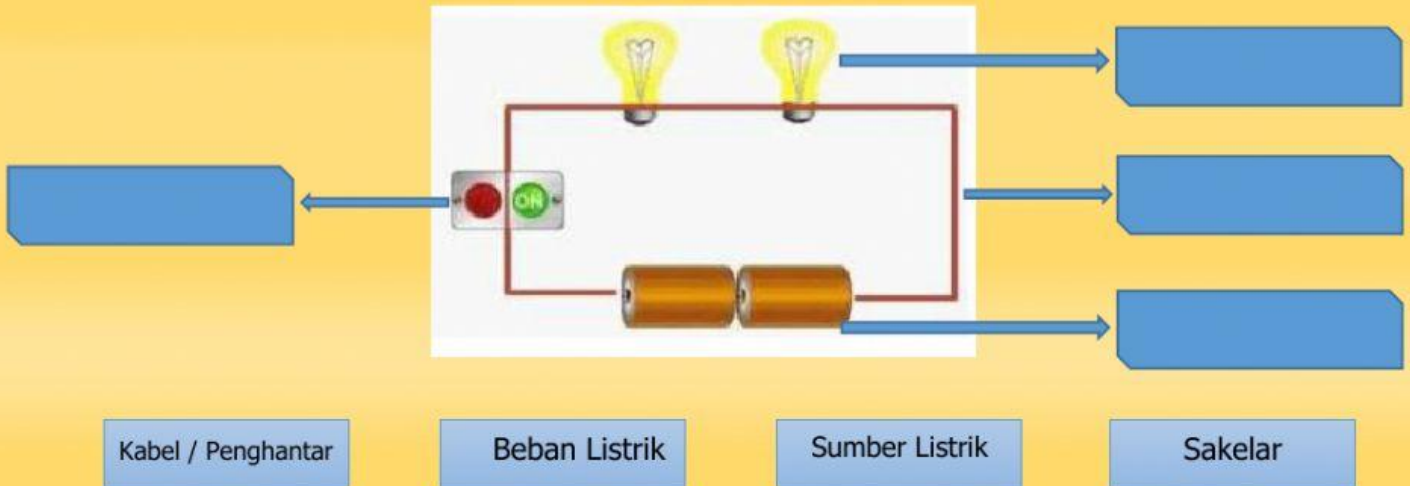 ON
Kabel / Penghantar
Beban Listrik
Sumber Listrik
Sakelar